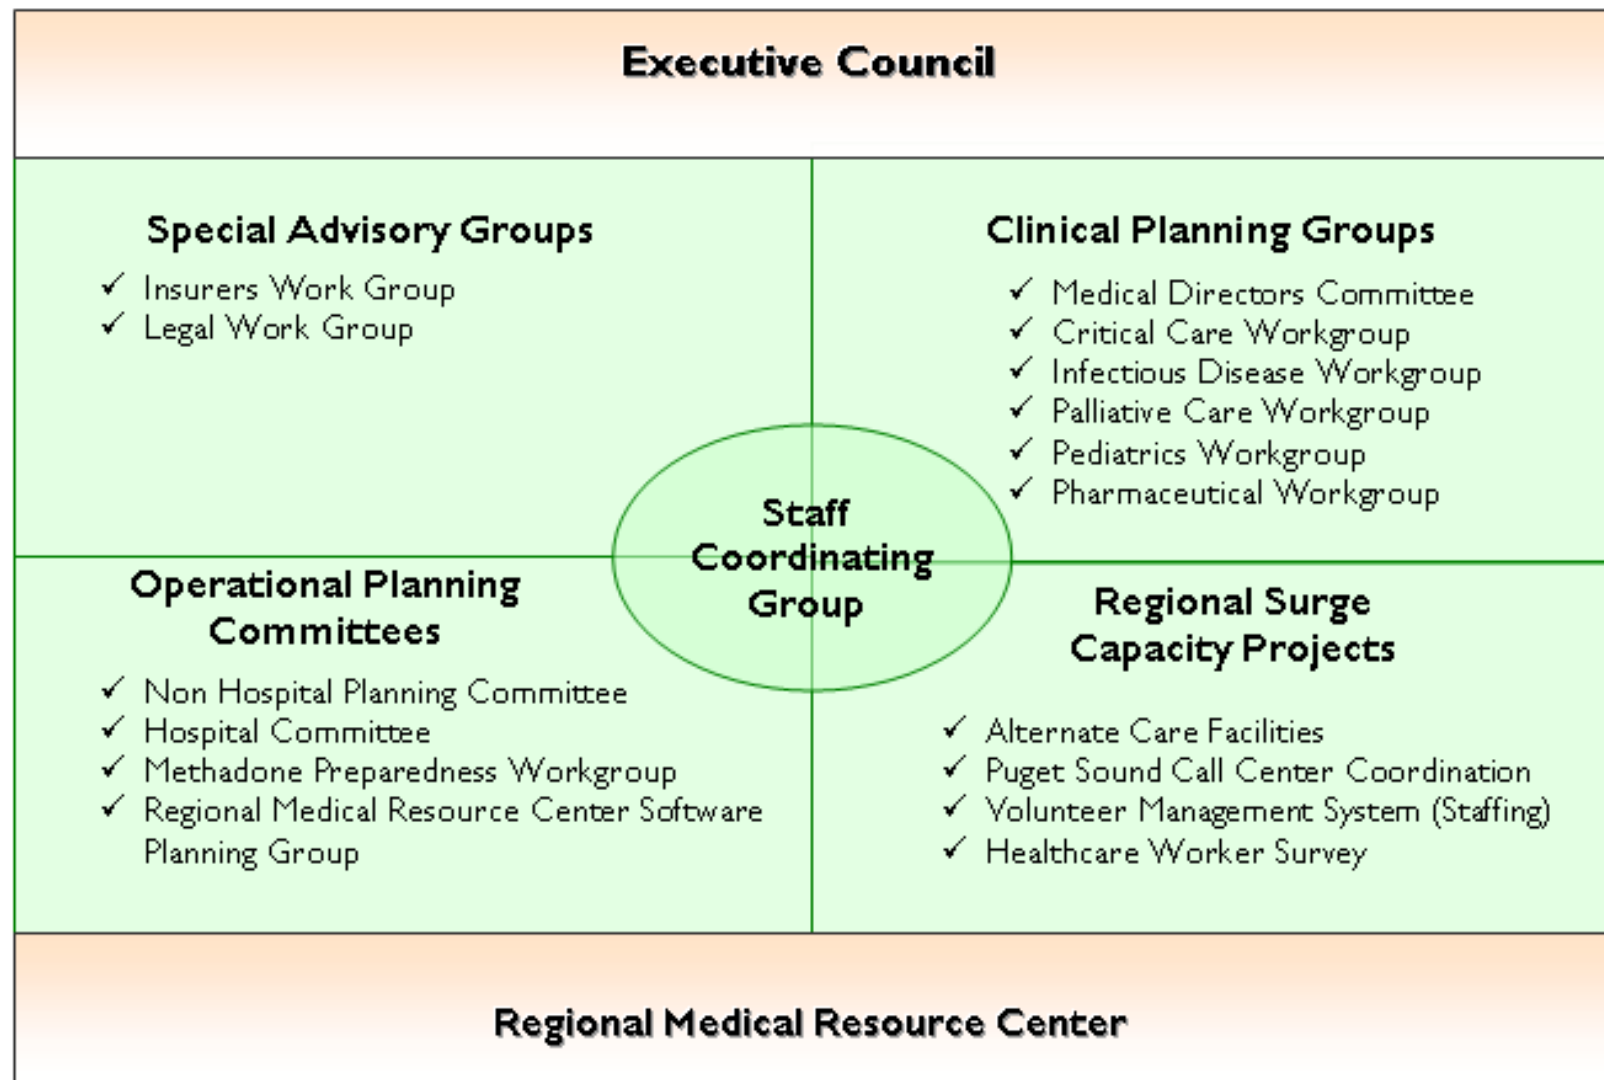 Executive Council
Special Advisory Groups
✓ Insurers Work Group
✓ Legal Work Group
Clinical Planning Groups
✓ Medical Directors Committee
✓ Critical Care Workgroup
✓ Infectious Disease Workgroup
✓ Palliative Care Workgroup
✓ Pediatrics Workgroup
✓ Pharmaceutical Workgroup
Staff
Coordinating
Group
Operational Planning
Committees
✓ Non Hospital Planning Committee
✓ Hospital Committee
✓ Methadone Preparedness Workgroup
✓ Regional Medical Resource Center Software
Planning Group
Regional Surge
Capacity Projects
✓ Alternate Care Facilities
✓ Puget Sound Call Center Coordination
✓ Volunteer Management System (Staffing)
✓ Healthcare Worker Survey
Regional Medical Resource Center